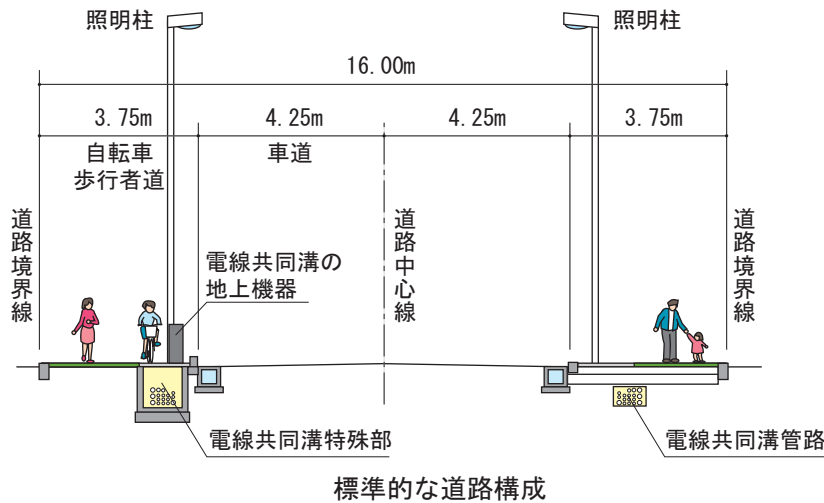 照明柱
照明柱
16.00m
3.75m
4.25m
4.25m
3.75m
自転車
歩行者道
車道
道路境界線
道路中心線
道路境界線
電線共同溝の
地上機器
電線共同溝特殊部
電線共同溝管路
標準的な道路構成